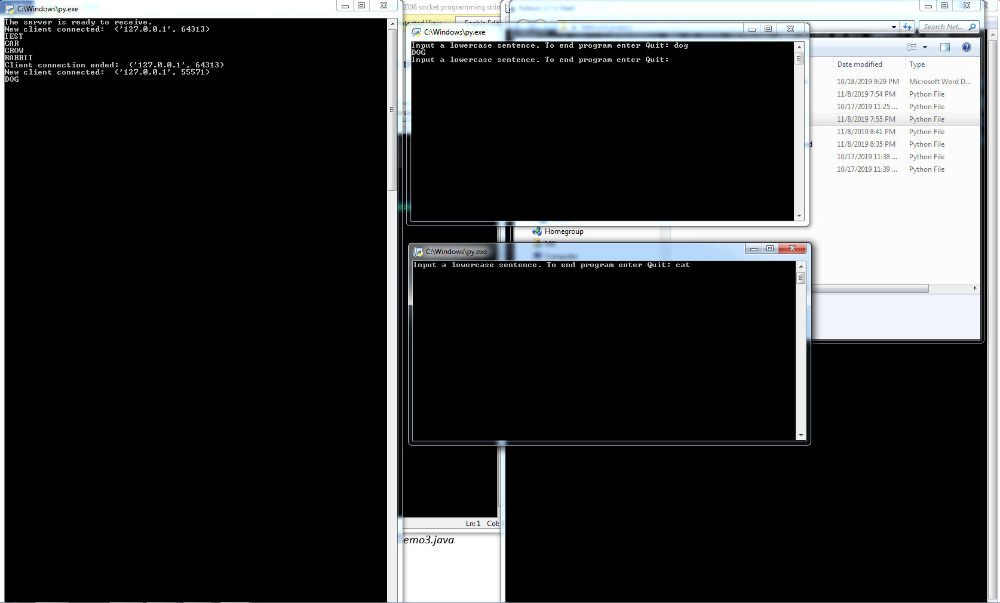 C:\Windows\py.exe
The server is ready to receive.
New client connected:  ('127.0.0.1', 64313)
TEST
CAR
CROW
RABBIT
Client connection ended:  ('127.0.0.1', 64313)
New client connected:  ('127.0.0.1', 55571)
DOG
0306 socket programming strin
C:\Windows\py.exe
Input a lowercase sentence. To end program enter Quit: dog
DOG
Input a lowercase sentence. To end program enter Quit:
Search Net...
Date modified Type
10/18/2019 9:29 PM Microsoft Word D...
11/8/2019 7:54 PM Python File
10/17/2019 11:25 ... Python File
11/8/2019 7:55 PM Python File
11/8/2019 8:41 PM Python File
11/8/2019 8:35 PM Python File
10/17/2019 11:38 ... Python File
10/17/2019 11:39 ... Python File
Homegroup
Computer
C:\Windows\py.exe
Input a lowercase sentence. To end program enter Quit: cat
Ln: 1 Col:
emo3.java